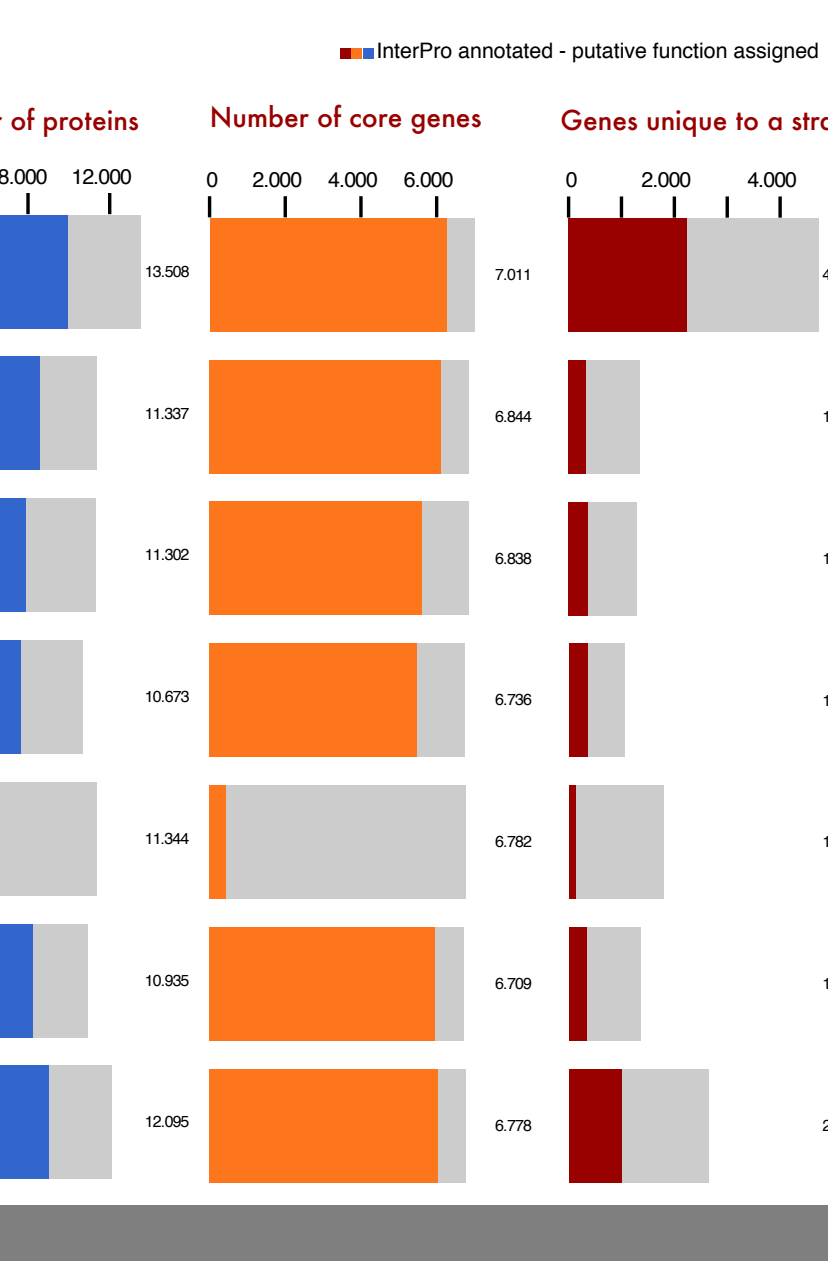 InterPro annotated - putative function assigned
of proteins Number of core genes Genes unique to a
8.000 12.000 0 2.000 4.000 6.000 0 2.000 4.000
13.508 7.011
11.337 6.844
11.302 6.838
10.673 6.736
11.344 6.782
10.935 6.709
12.095 6.778